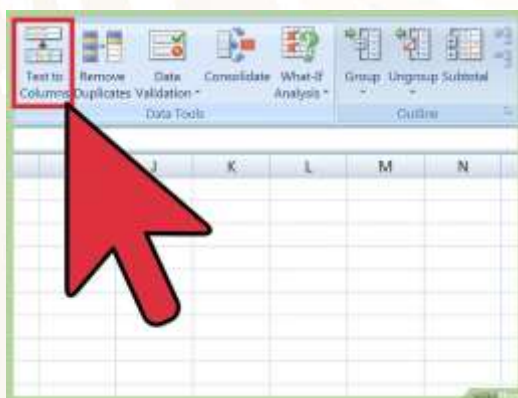 Text to Remove Data Consolidate What-If Group Ungroup Subtotal
Columns Duplicates Validation Analysis
Data Tools Outline
J K L M N